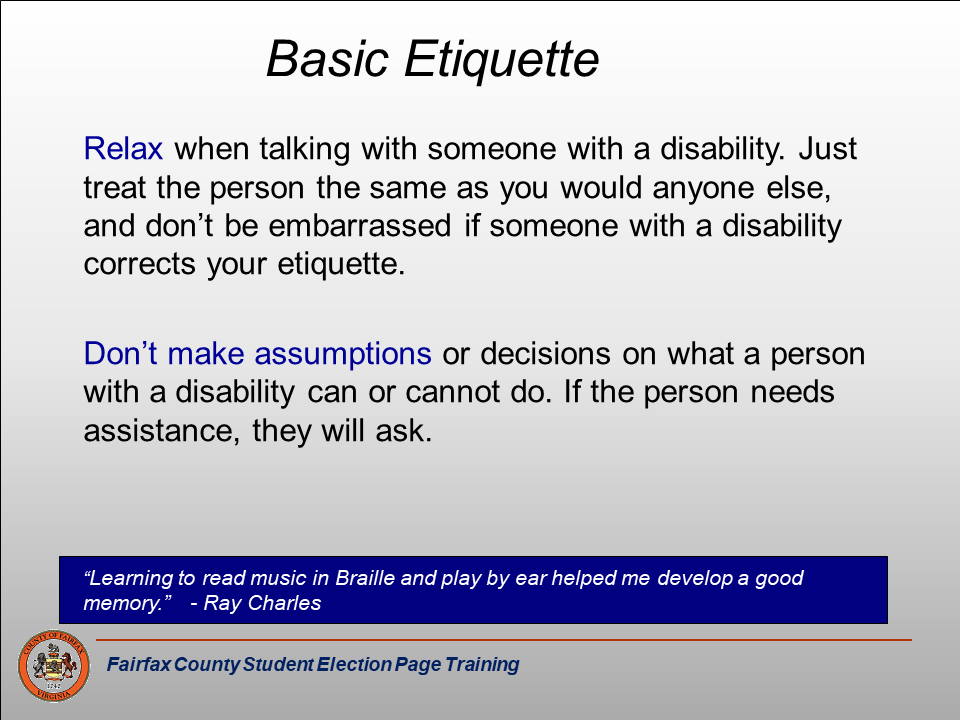 Basic Etiquette
Relax when talking with someone with a disability. Just
treat the person the same as you would anyone else,
and don’t be embarrassed if someone with a disability
corrects your etiquette.
Don’t make assumptions or decisions on what a person
with a disability can or cannot do. If the person needs
assistance, they will ask.
“Learning to read music in Braille and play by ear helped me develop a good
memory.” - Ray Charles
COUNTY OF FAIRFAX
1742
VIRGINIA
Fairfax County Student Election Page Training